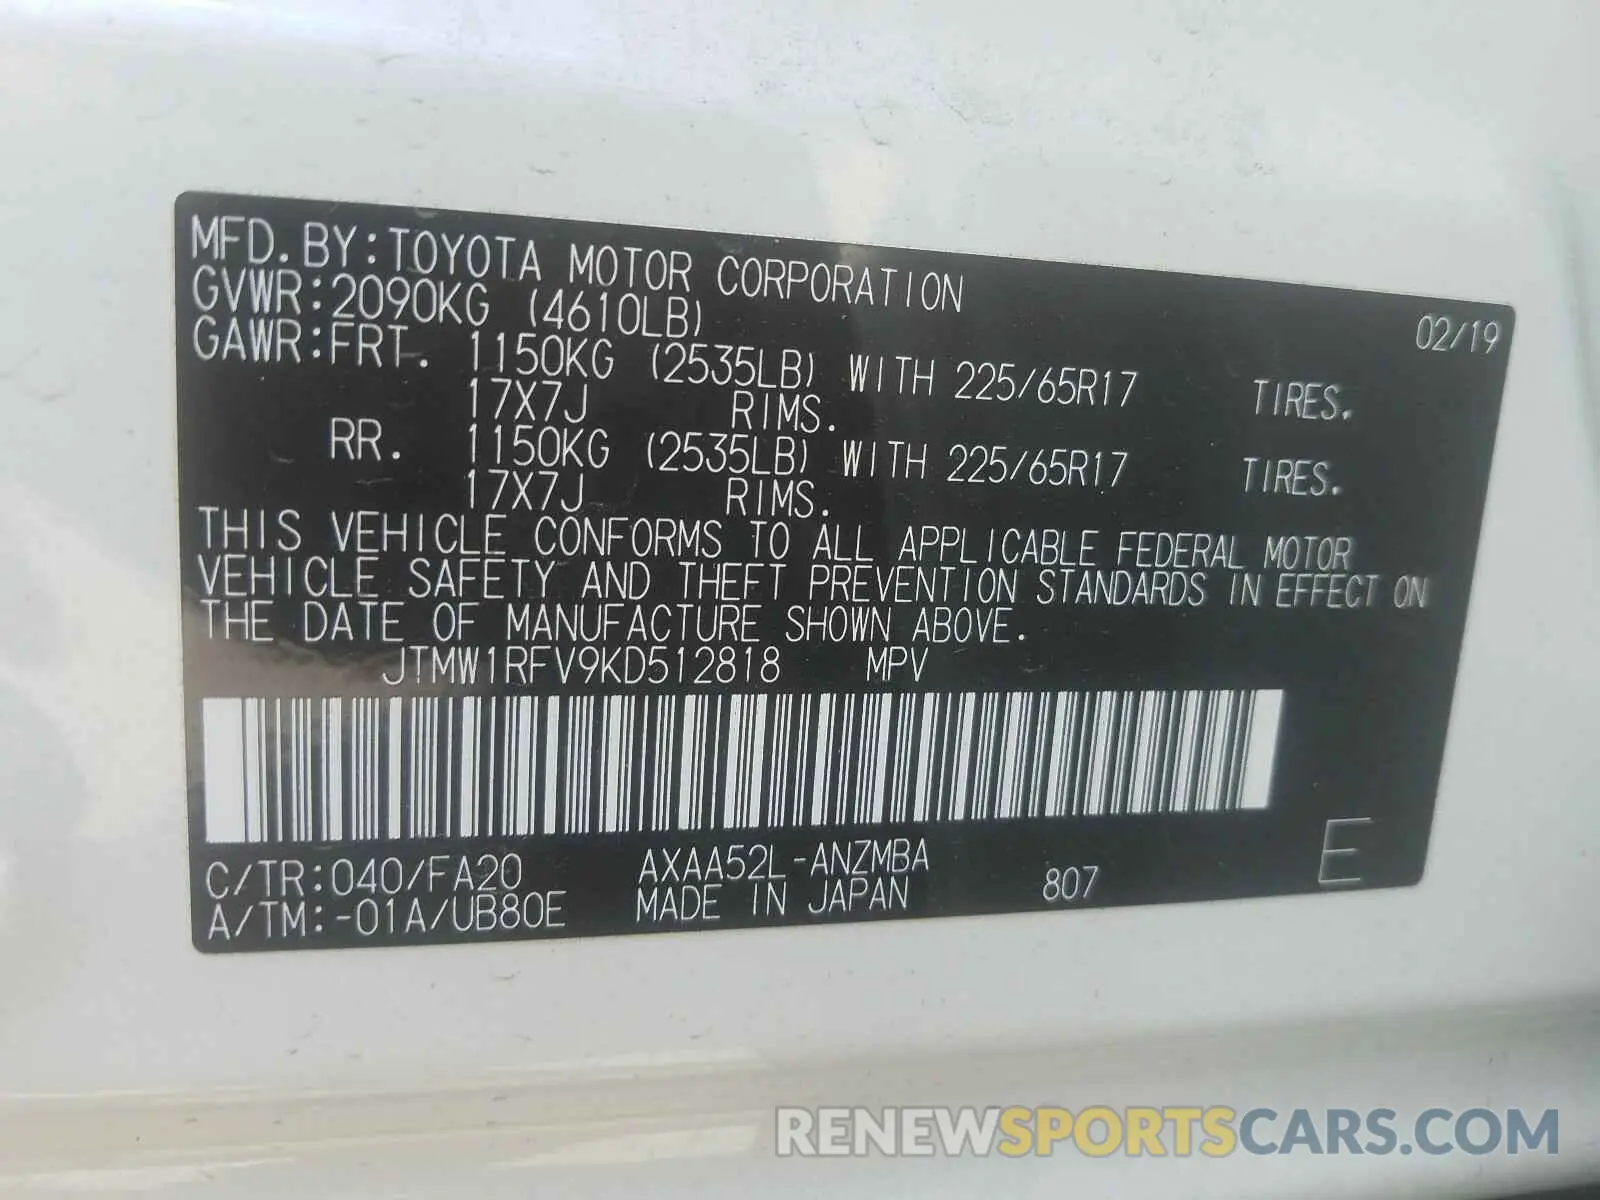 MFD. BY: TOYOTA MOTOR CORPORATION 02/19
GVWR: 2090KG (4610LB)
GAWR: FRT. 1150KG (2535LB) WITH 225/65R17 TIRES.
17X7J RIMS.
RR. 1150KG (2535LB) WITH 225/65R17 TIRES.
17X7J RIMS.
THIS VEHICLE CONFORMS TO ALL APPLICABLE FEDERAL MOTOR
VEHICLE SAFETY AND THEFT PREVENTION STANDARDS IN EFFECT ON
THE DATE OF MANUFACTURE SHOWN ABOVE.
JTMW1RFV9KD512818 MPV
C/TR: 040/FA20 AXAA52L-ANZMBA 807 E
A/TM: -01A/UB80E MADE IN JAPAN
RENEWSPORTSCARS.COM